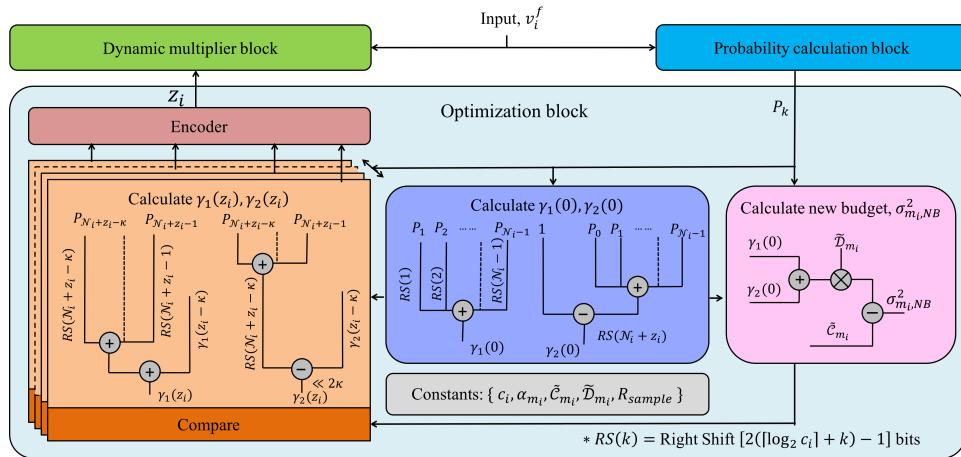 Input, $v_i^f$
Dynamic multiplier block
Probability calculation block
$z_i$
$P_k$
Optimization block
Encoder
Calculate $\gamma_1(z_i), \gamma_2(z_i)$
$P_{\mathcal{N}_i+z_i-\kappa}$ $P_{\mathcal{N}_i+z_i-1}$ $P_{\mathcal{N}_i+z_i-\kappa}$ $P_{\mathcal{N}_i+z_i-1}$
$RS(\mathcal{N}_i + z_i - \kappa)$
$RS(\mathcal{N}_i + z_i - 1)$
$\gamma_1(z_i - \kappa)$
$RS(\mathcal{N}_i + z_i - \kappa)$
$\gamma_2(z_i - \kappa)$
+
+
+
−
$\ll 2\kappa$
$\gamma_1(z_i)$
$\gamma_2(z_i)$
Compare
Calculate $\gamma_1(0), \gamma_2(0)$
$P_1$ $P_2$ ...... $P_{\mathcal{N}_i-1}$ 1 $P_0$ $P_1$ ...... $P_{\mathcal{N}_i-1}$
$RS(1)$
$RS(2)$
$RS(\mathcal{N}_i - 1)$
+
+
−
$RS(\mathcal{N}_i + z_i)$
$\gamma_1(0)$
$\gamma_2(0)$
Calculate new budget, $\sigma^2_{m_i,NB}$
$\gamma_1(0)$
$\tilde{\mathcal{D}}_{m_i}$
+
×
$\gamma_2(0)$
−
$\sigma^2_{m_i,NB}$
$\tilde{\mathcal{C}}_{m_i}$
Constants: { $c_i, \alpha_{m_i}, \tilde{\mathcal{C}}_{m_i}, \tilde{\mathcal{D}}_{m_i}, R_{sample}$ }
* $RS(k)$ = Right Shift $[2(\lceil \log_2 c_i \rceil + k) - 1]$ bits